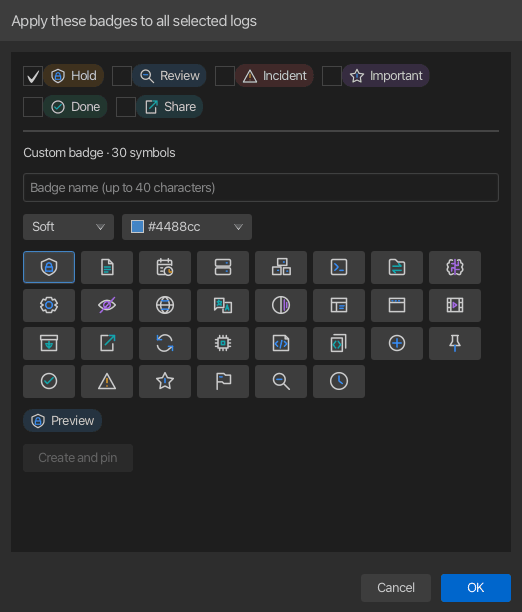 Apply these badges to all selected logs
Hold Review Incident Important
Done Share
Custom badge · 30 symbols
Badge name (up to 40 characters)
Soft #4488cc
Preview
Create and pin
Cancel OK